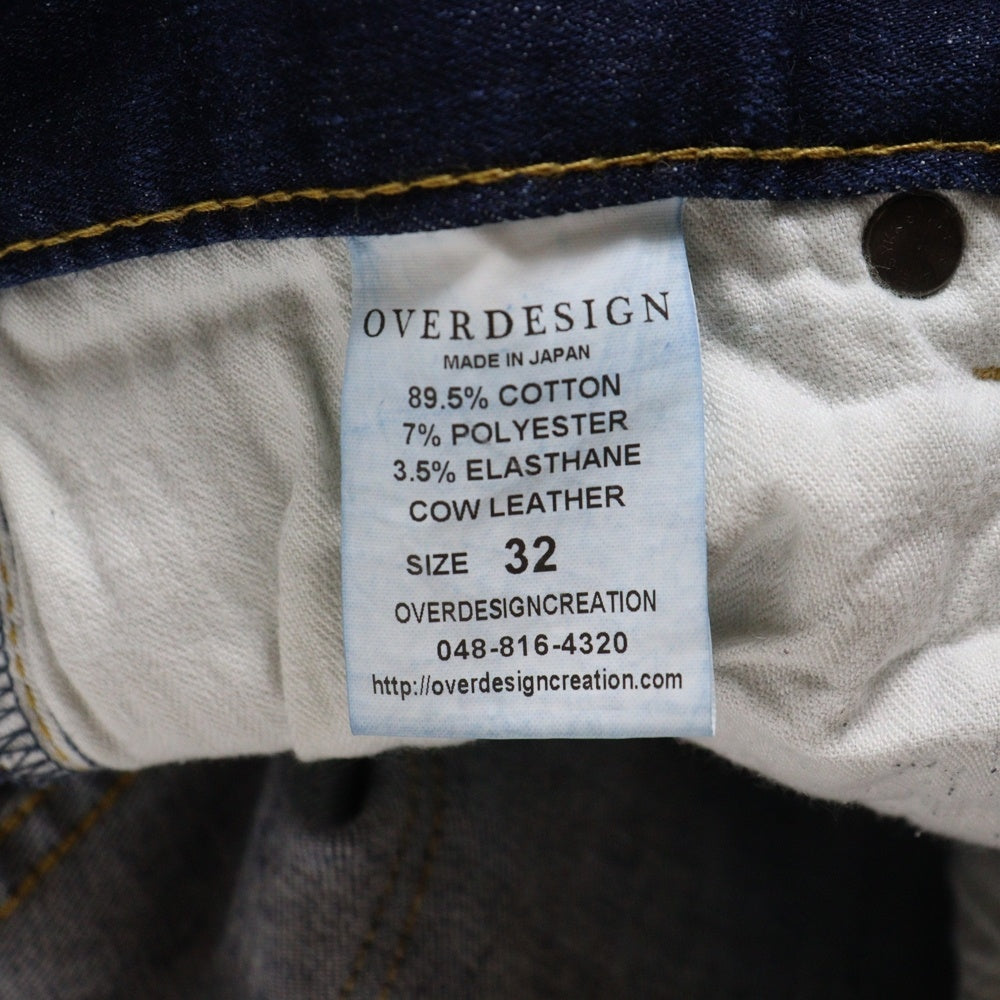 OVERDESIGN
MADE IN JAPAN
89.5% COTTON
7% POLYESTER
3.5% ELASTHANE
COW LEATHER
SIZE 32
OVERDESIGNCREATION
048-816-4320
http://overdesigncreation.com